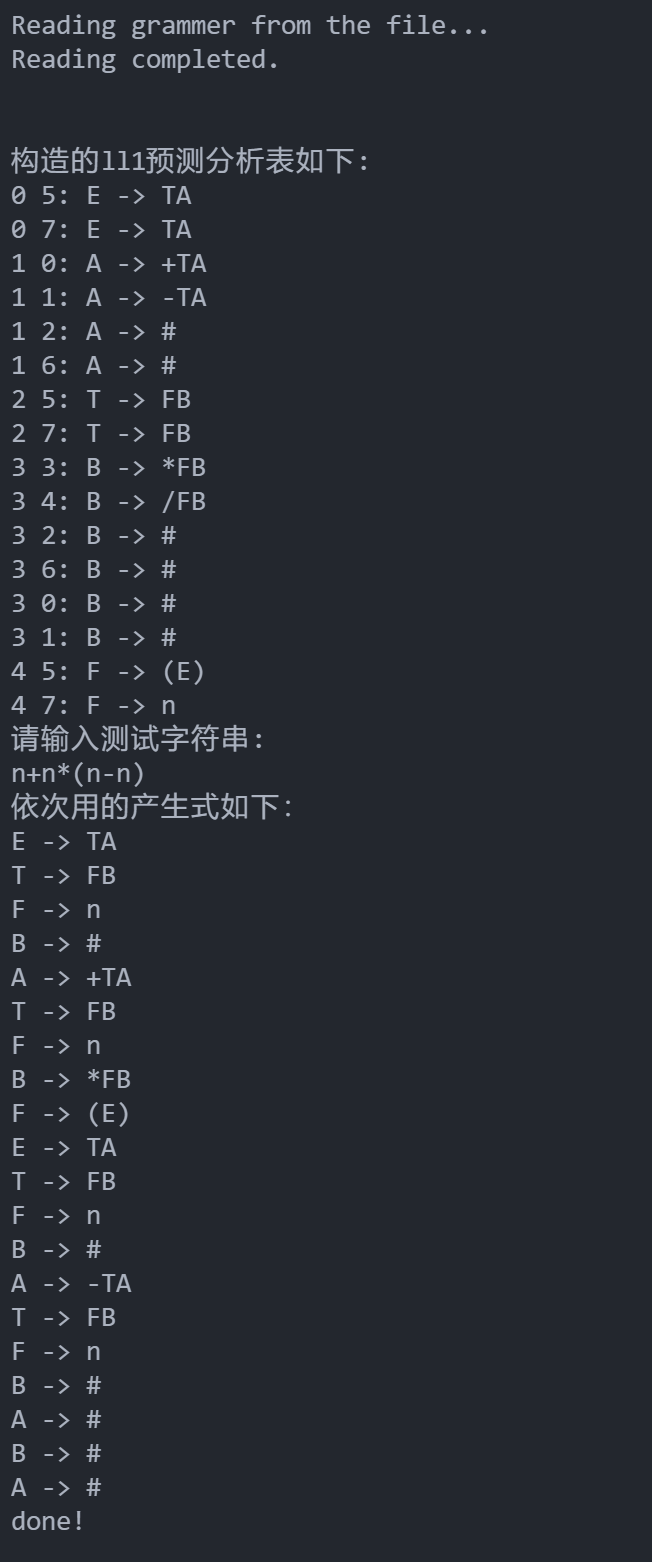 Reading grammer from the file...
Reading completed.
构造的ll1预测分析表如下:
0 5: E -> TA
0 7: E -> TA
1 0: A -> +TA
1 1: A -> -TA
1 2: A -> #
1 6: A -> #
2 5: T -> FB
2 7: T -> FB
3 3: B -> *FB
3 4: B -> /FB
3 2: B -> #
3 6: B -> #
3 0: B -> #
3 1: B -> #
4 5: F -> (E)
4 7: F -> n
请输入测试字符串:
n+n*(n-n)
依次用的产生式如下:
E -> TA
T -> FB
F -> n
B -> #
A -> +TA
T -> FB
F -> n
B -> *FB
F -> (E)
E -> TA
T -> FB
F -> n
B -> #
A -> -TA
T -> FB
F -> n
B -> #
A -> #
B -> #
A -> #
done!